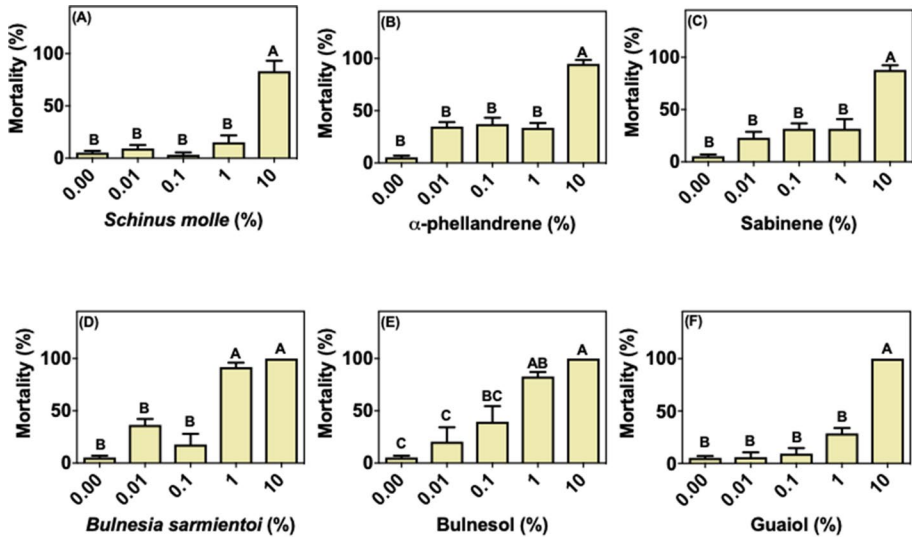 (A)
Mortality (%)
100
50
0
B B B B A
0.00 0.01 0.1 1 10
Schinus molle (%)
(B)
Mortality (%)
100
50
0
B B B B A
0.00 0.01 0.1 1 10
α-phellandrene (%)
(C)
Mortality (%)
100
50
0
B B B B A
0.00 0.01 0.1 1 10
Sabinene (%)
(D)
Mortality (%)
100
50
0
B B B A A
0.00 0.01 0.1 1 10
Bulnesia sarmientoi (%)
(E)
Mortality (%)
100
50
0
C C BC AB A
0.00 0.01 0.1 1 10
Bulnesol (%)
(F)
Mortality (%)
100
50
0
B B B B A
0.00 0.01 0.1 1 10
Guaiol (%)